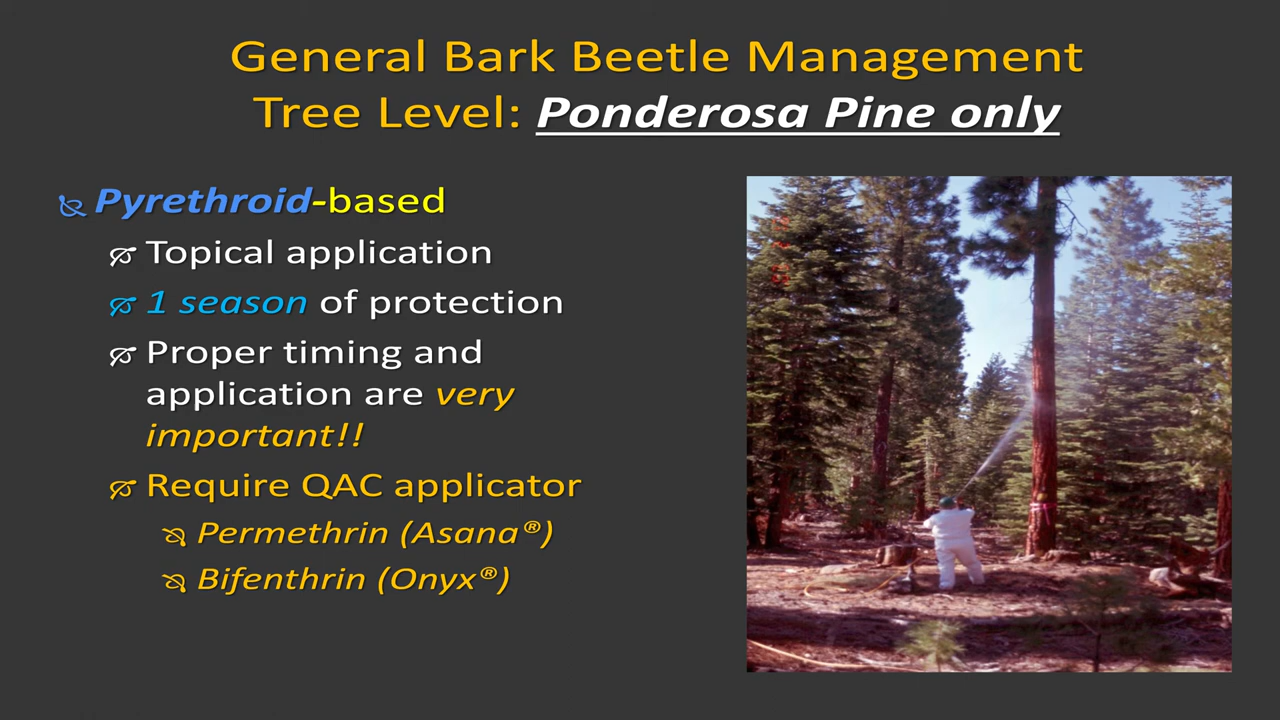 General Bark Beetle Management
Tree Level: Ponderosa Pine only
Pyrethroid-based
Topical application
1 season of protection
Proper timing and
application are very
important!!
Require QAC applicator
Permethrin (Asana®)
Bifenthrin (Onyx®)